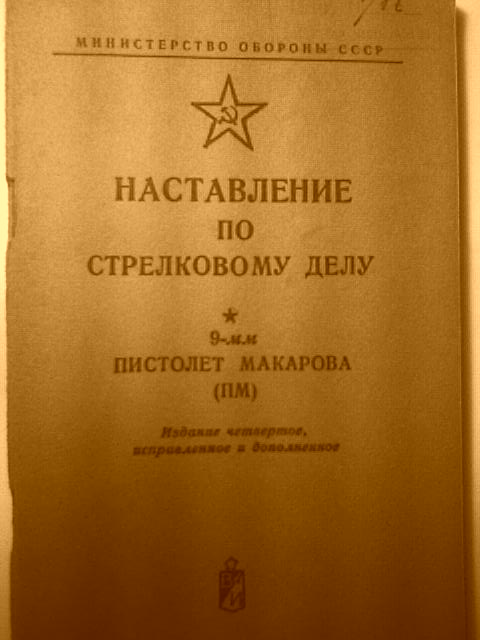 МИНИСТЕРСТВО ОБОРОНЫ СССР
НАСТАВЛЕНИЕ
ПО
СТРЕЛКОВОМУ ДЕЛУ
9-мм
ПИСТОЛЕТ МАКАРОВА
(ПМ)
Издание четвертое,
исправленное и дополненное